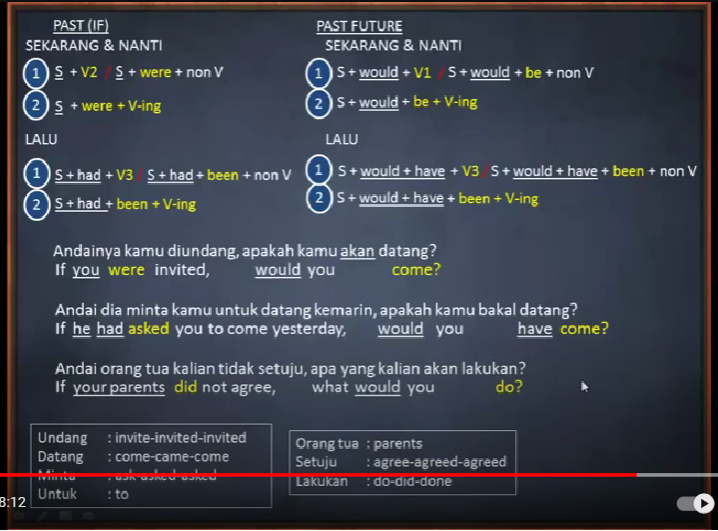 PAST (IF)
SEKARANG & NANTI
1 S + V2 / S + were + non V
2 S + were + V-ing
LALU
1 S + had + V3 / S + had + been + non V
2 S + had + been + V-ing
PAST FUTURE
SEKARANG & NANTI
1 S + would + V1 / S + would + be + non V
2 S + would + be + V-ing
LALU
1 S + would + have + V3 / S + would + have + been + non V
2 S + would + have + been + V-ing
Andainya kamu diundang, apakah kamu akan datang?
If you were invited, would you come?
Andai dia minta kamu untuk datang kemarin, apakah kamu bakal datang?
If he had asked you to come yesterday, would you have come?
Andai orang tua kalian tidak setuju, apa yang kalian akan lakukan?
If your parents did not agree, what would you do?
Undang : invite-invited-invited
Datang : come-came-come
Minta : ask-asked-asked
Untuk : to
Orang tua : parents
Setuju : agree-agreed-agreed
Lakukan : do-did-done
8:12